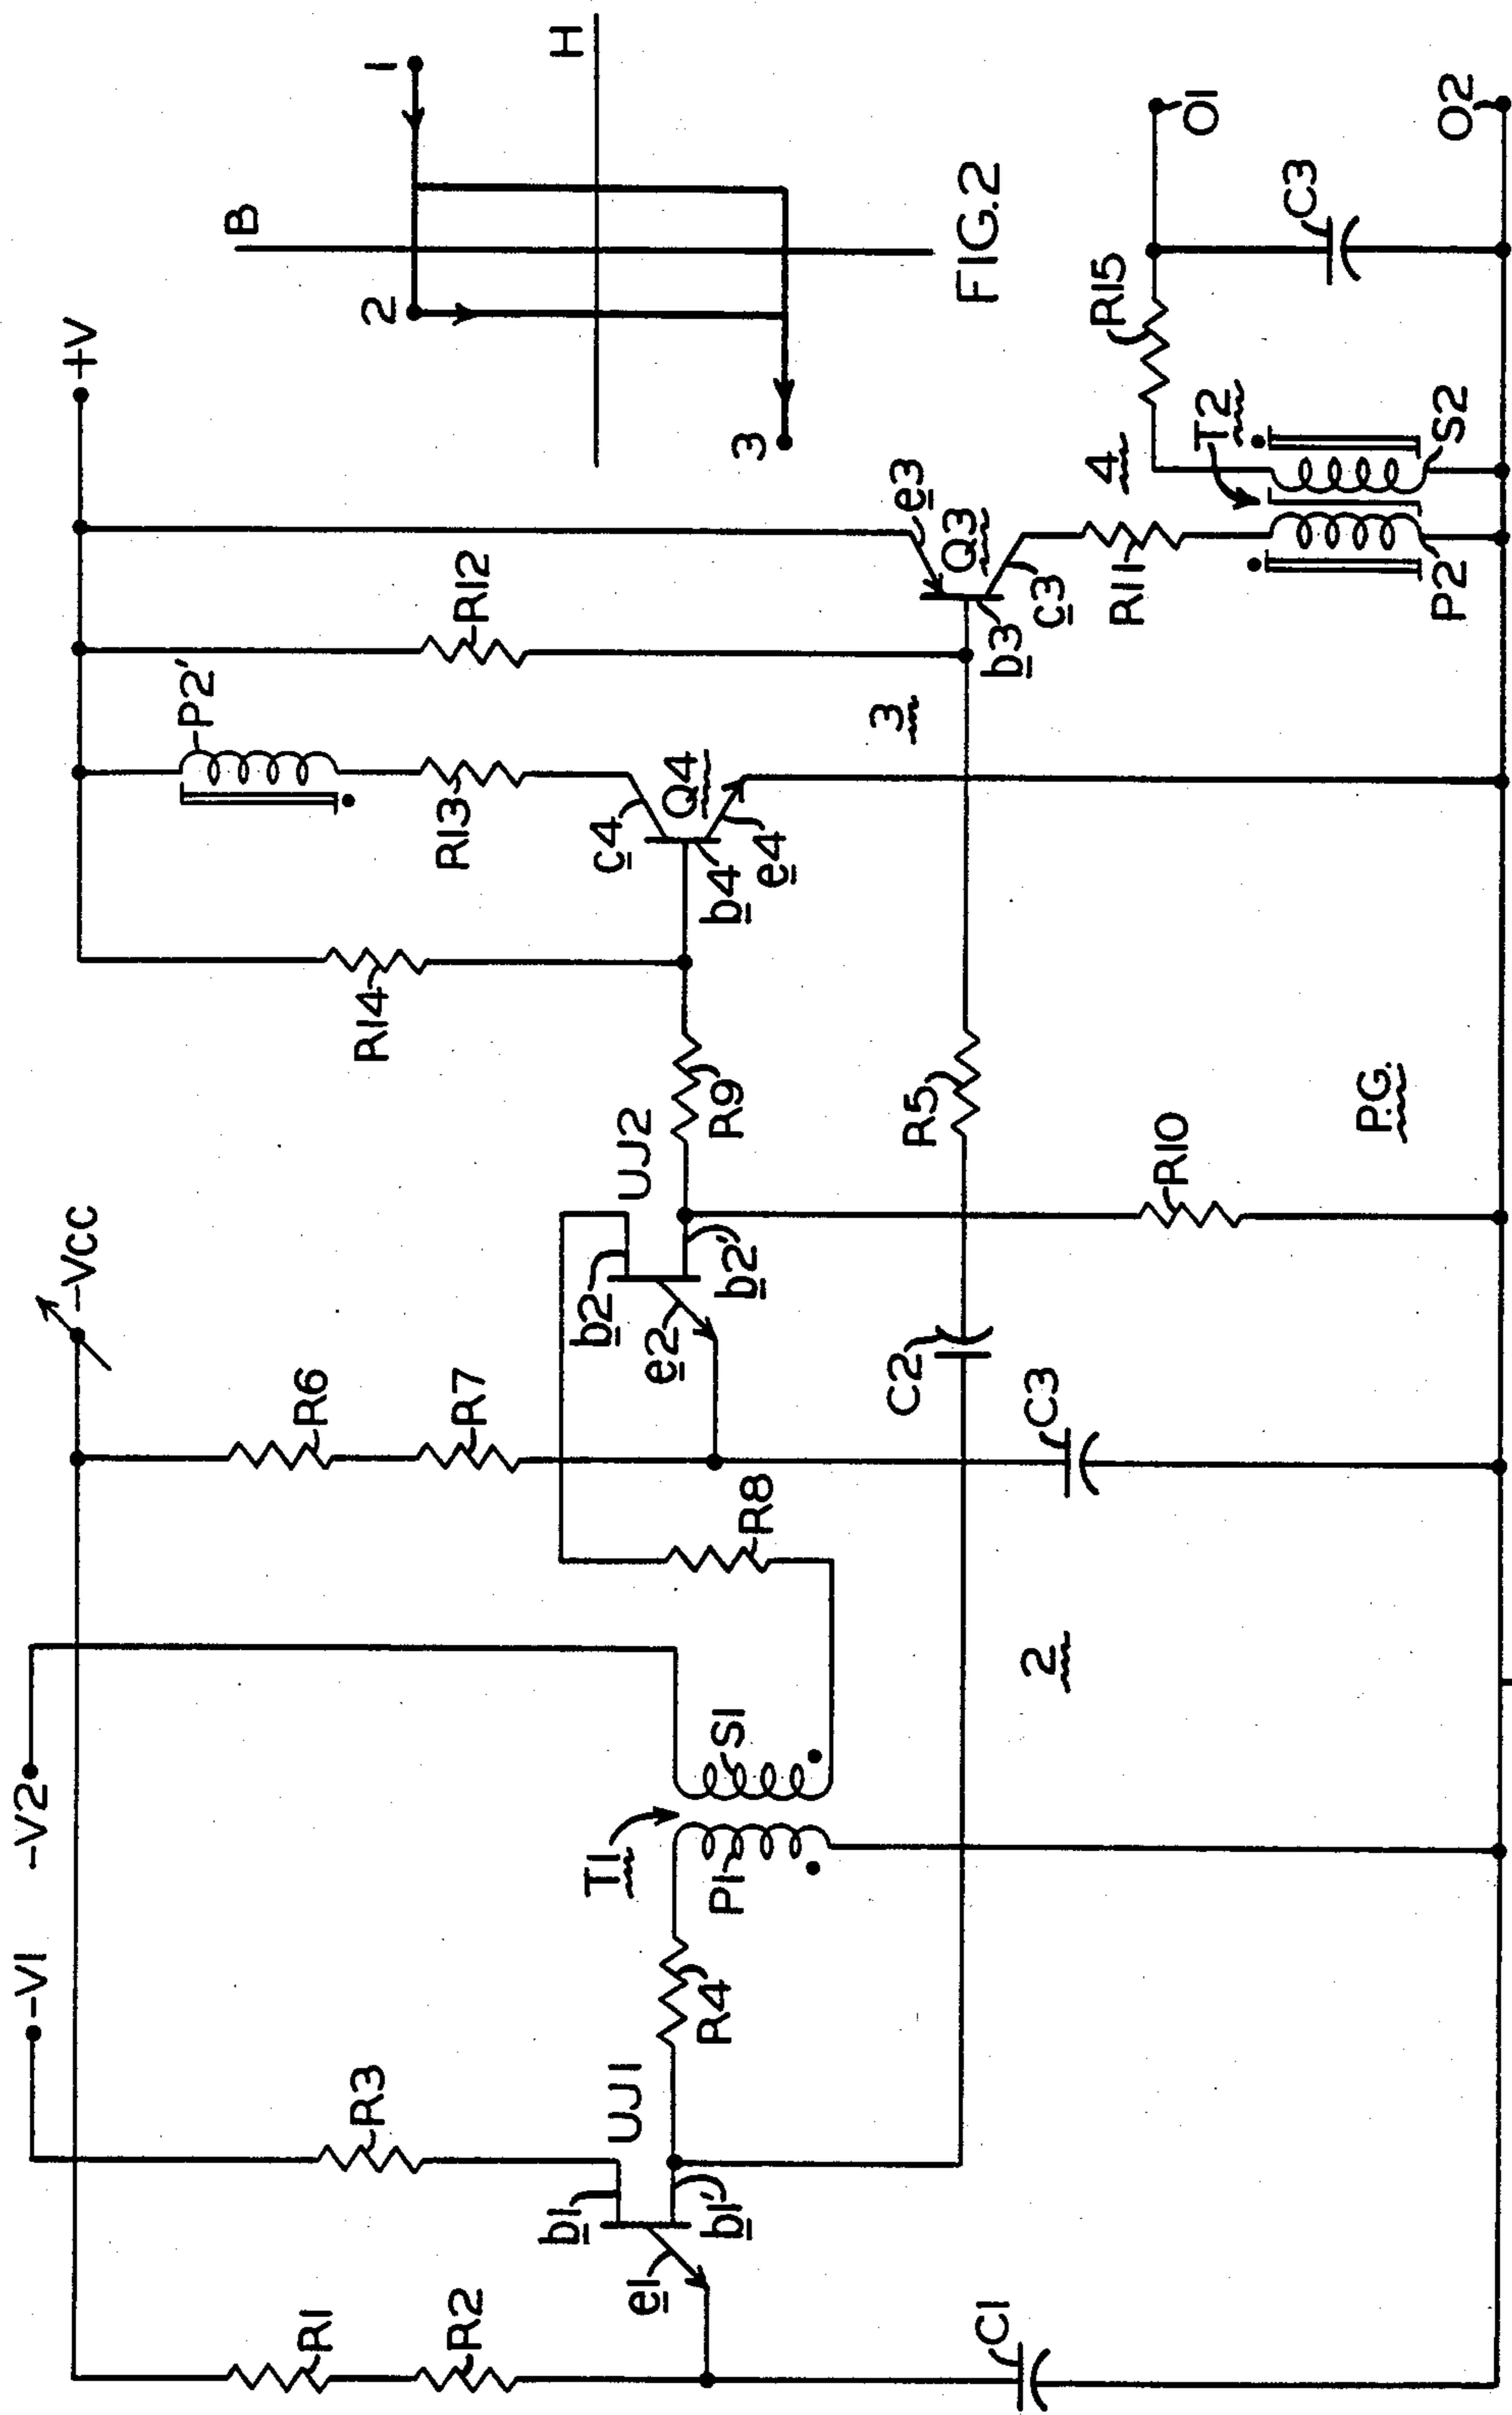 -V1
-V2
-VCC
+V
R1
R2
R3
b1
e1
b1'
UJ1
C1
R4
T1
P1
S1
2
R8
R6
R7
C3
C2
b2
e2
b2'
UJ2
R9
R10
R5
P.G.
R14
P2'
R13
c4
Q4
b4
e4
3
R12
b3
Q3
e3
c3
R11
4
P2
T2
S2
R15
C3
O1
O2
B
H
1
2
3
FIG.2